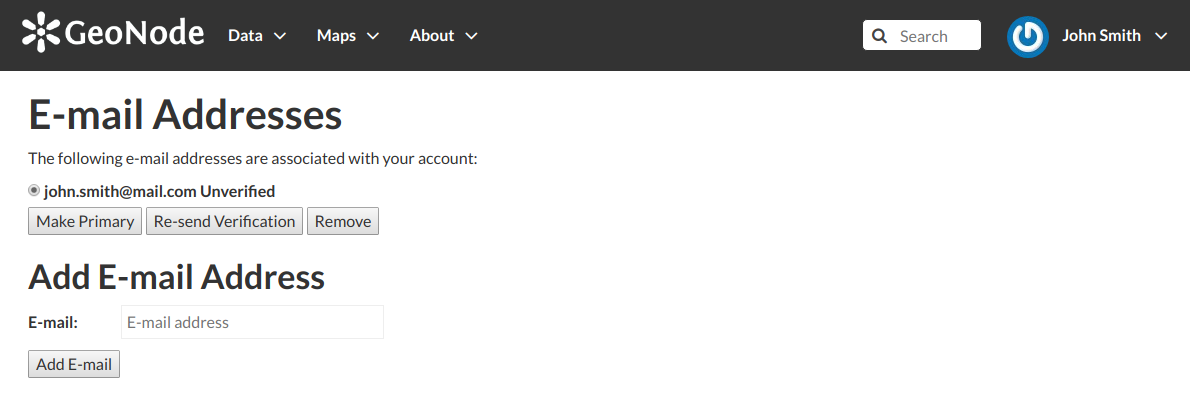 GeoNode Data Maps About Search John Smith
E-mail Addresses
The following e-mail addresses are associated with your account:
john.smith@mail.com Unverified
Make Primary Re-send Verification Remove
Add E-mail Address
E-mail: E-mail address
Add E-mail